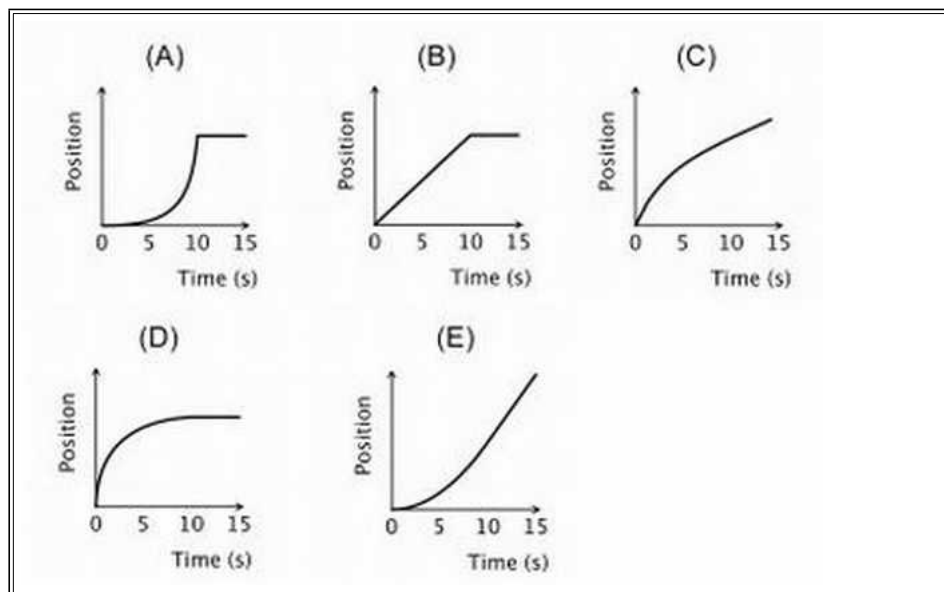 (A) (B) (C)
Position Position Position
0 5 10 15 0 5 10 15 0 5 10 15
Time (s) Time (s) Time (s)
(D) (E)
Position Position
0 5 10 15 0 5 10 15
Time (s) Time (s)